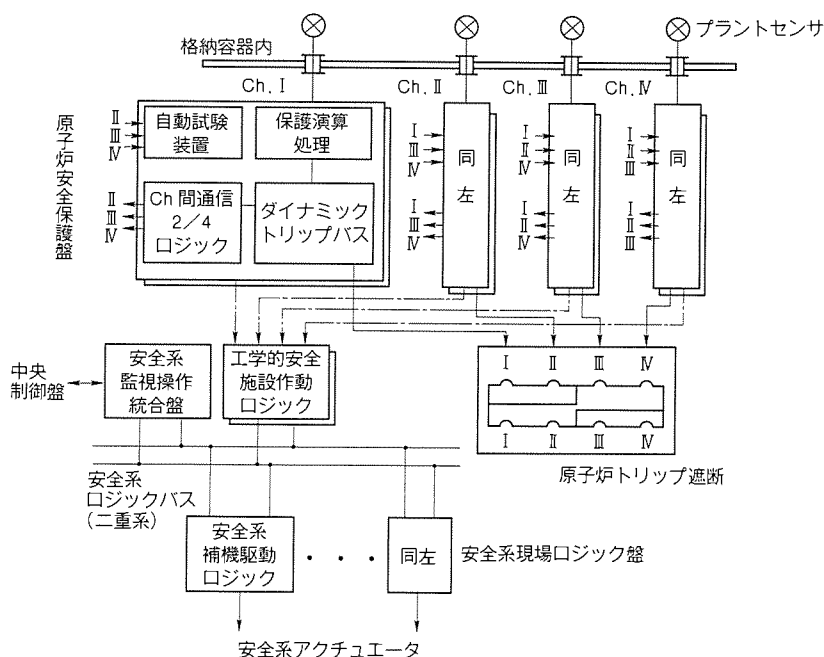 プラントセンサ
格納容器内
Ch. Ⅰ
Ch. Ⅱ
Ch. Ⅲ
Ch. Ⅳ
原子炉安全保護盤
Ⅱ
Ⅲ
Ⅳ
自動試験
装置
保護演算
処理
Ⅱ
Ⅲ
Ⅳ
Ch 間通信
2/4
ロジック
ダイナミック
トリップバス
Ⅰ
Ⅲ
Ⅳ
同左
Ⅰ
Ⅲ
Ⅳ
Ⅰ
Ⅱ
Ⅳ
同左
Ⅰ
Ⅱ
Ⅳ
Ⅰ
Ⅱ
Ⅲ
同左
Ⅰ
Ⅱ
Ⅲ
中央
制御盤
安全系
監視操作
統合盤
工学的安全
施設作動
ロジック
Ⅰ Ⅱ Ⅲ Ⅳ
Ⅰ Ⅱ Ⅲ Ⅳ
原子炉トリップ遮断
安全系
ロジックバス
(二重系)
安全系
補機駆動
ロジック
・・・
同左
安全系現場ロジック盤
安全系アクチュエータ